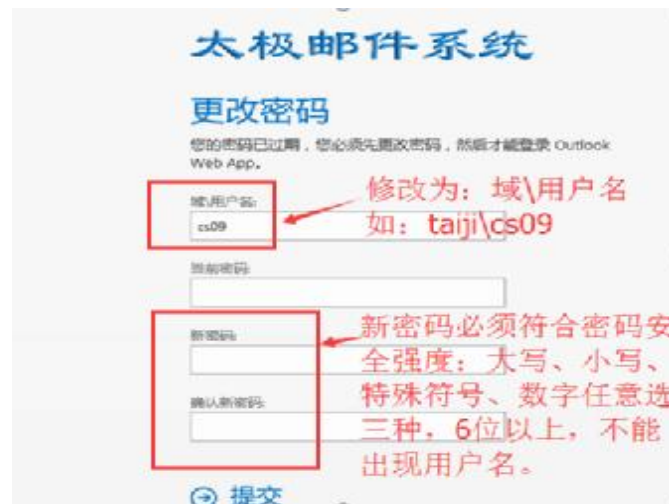 太极邮件系统
更改密码
您的密码已过期，您必须先更改密码，然后才能登录 Outlook
Web App。
域\用户名:
cs09
修改为：域\用户名
如：taiji\cs09
当前密码:
新密码:
确认新密码:
新密码必须符合密码安
全强度：大写、小写、
特殊符号、数字任意选
三种，6位以上，不能
出现用户名。
提交